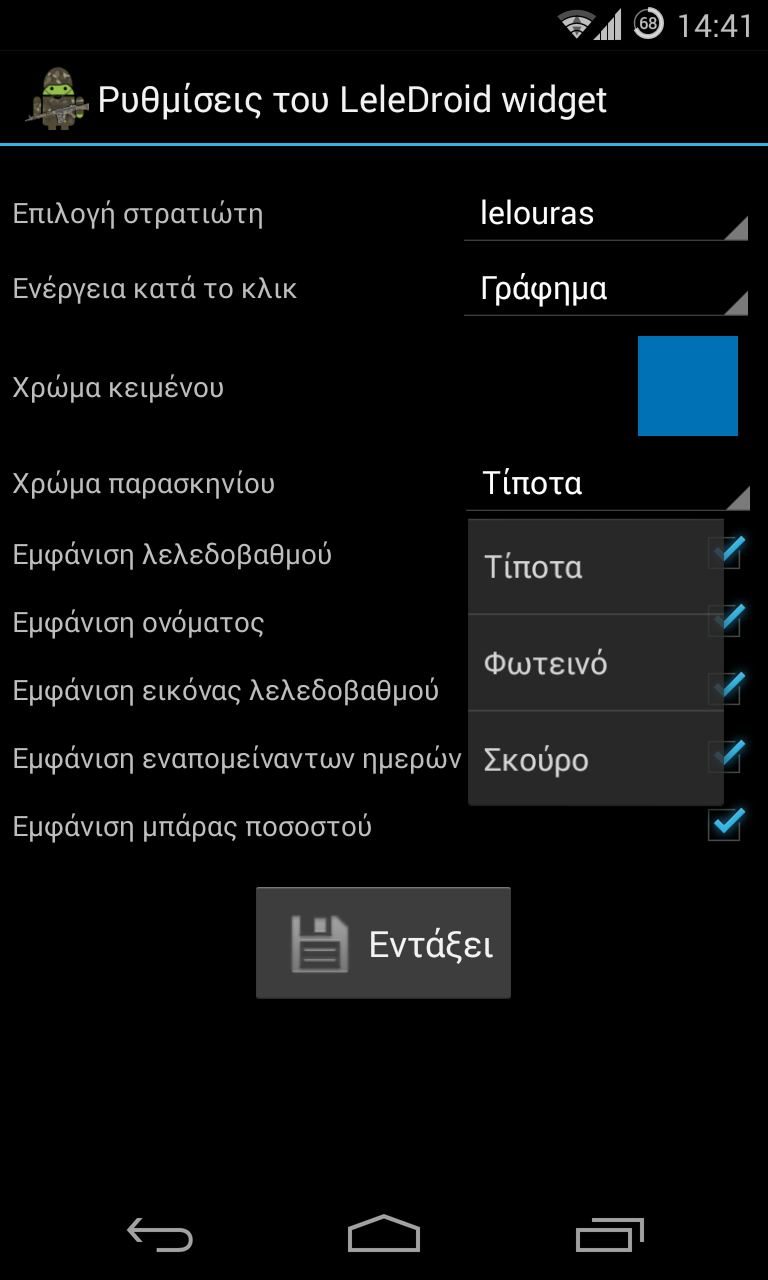 68 14:41
Ρυθμίσεις του LeleDroid widget
Επιλογή στρατιώτη lelouras
Ενέργεια κατά το κλικ Γράφημα
Χρώμα κειμένου
Χρώμα παρασκηνίου Τίποτα
Εμφάνιση λελεδοβαθμού
Τίποτα
Εμφάνιση ονόματος
Φωτεινό
Εμφάνιση εικόνας λελεδοβαθμού
Εμφάνιση εναπομείναντων ημερών
Σκούρο
Εμφάνιση μπάρας ποσοστού
Εντάξει